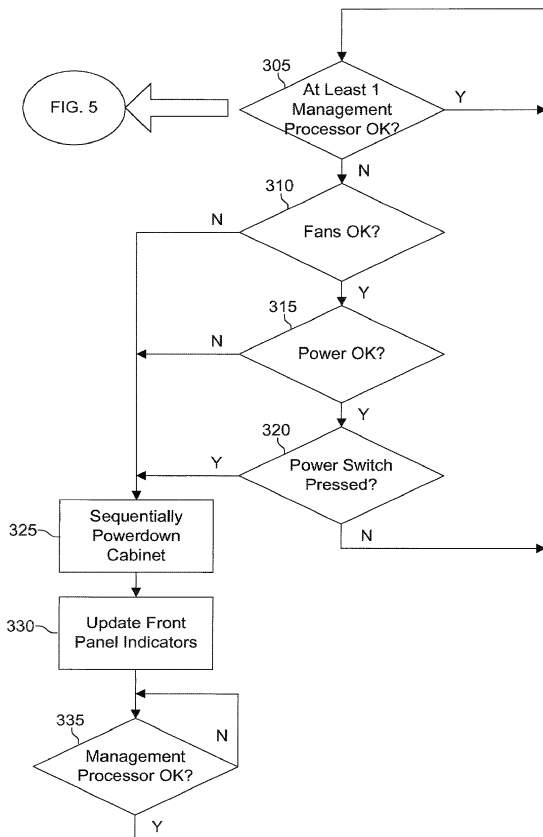 305
At Least 1
Management
Processor OK?
Y
FIG. 5
N
310
N
Fans OK?
Y
315
N
Power OK?
Y
320
Y
Power Switch
Pressed?
N
325
Sequentially
Powerdown
Cabinet
330
Update Front
Panel Indicators
335
N
Management
Processor OK?
Y